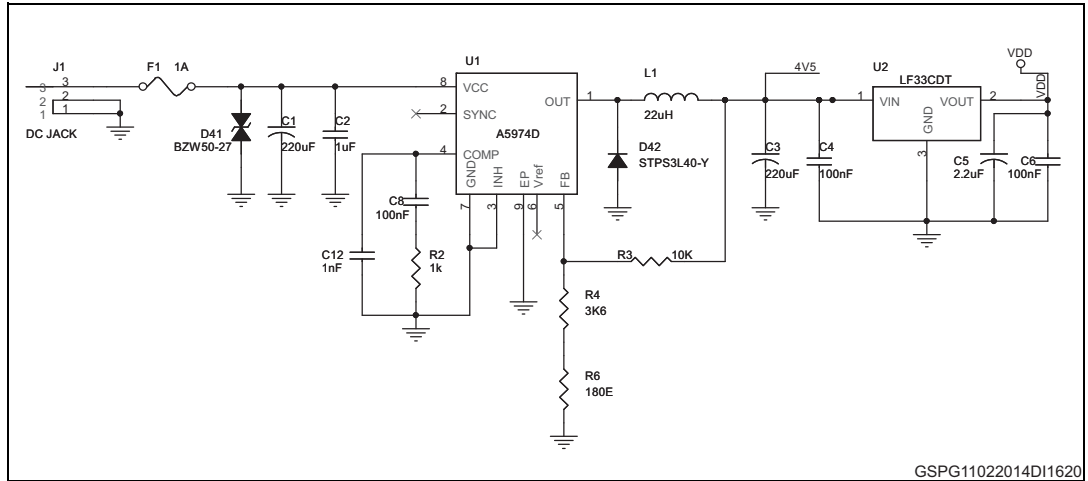 J1
3
3
2
2
1
1
DC JACK
F1 1A
D41
BZW50-27
C1
220uF
C2
1uF
U1
8
VCC
2
SYNC
4
COMP
OUT
1
A5974D
GND
INH
EP
Vref
FB
7
3
9
6
5
C8
100nF
C12
1nF
R2
1k
L1
22uH
D42
STPS3L40-Y
R3 10K
R4
3K6
R6
180E
4V5
C3
220uF
C4
100nF
U2
LF33CDT
1
VIN
VOUT
2
GND
3
VDD
VDD
C5
2.2uF
C6
100nF
GSPG11022014DI1620